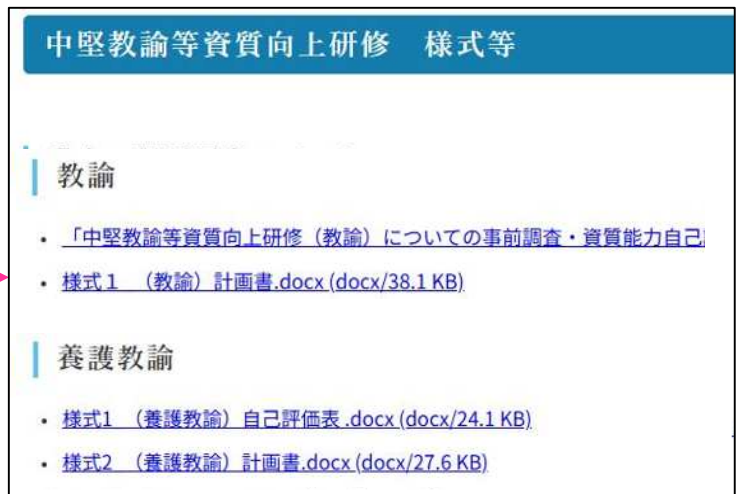 中堅教諭等資質向上研修　様式等
教諭
・「中堅教諭等資質向上研修（教諭）についての事前調査・資質能力自己
・様式１　（教諭）計画書.docx (docx/38.1 KB)
養護教諭
・様式1　（養護教諭）自己評価表 .docx (docx/24.1 KB)
・様式2　（養護教諭）計画書.docx (docx/27.6 KB)